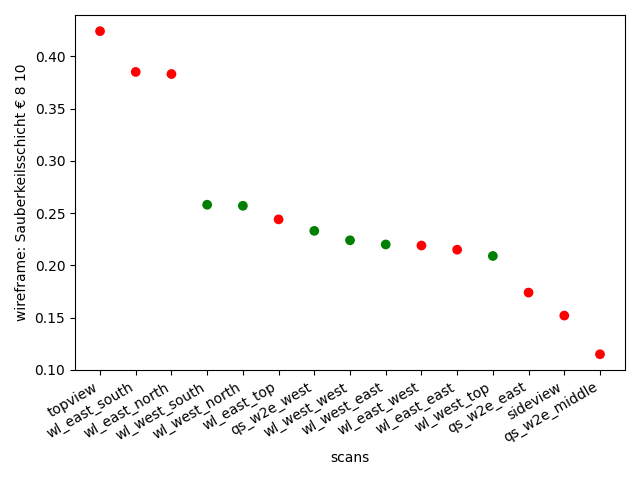 wireframe: Sauberkeilsschicht € 8 10
0.40
0.35
0.30
0.25
0.20
0.15
0.10
topview
wl_east_south
wl_east_north
wl_west_south
wl_west_north
wl_east_top
qs_w2e_west
wl_west_west
wl_west_east
wl_east_west
wl_east_east
wl_west_top
qs_w2e_east
sideview
qs_w2e_middle
scans